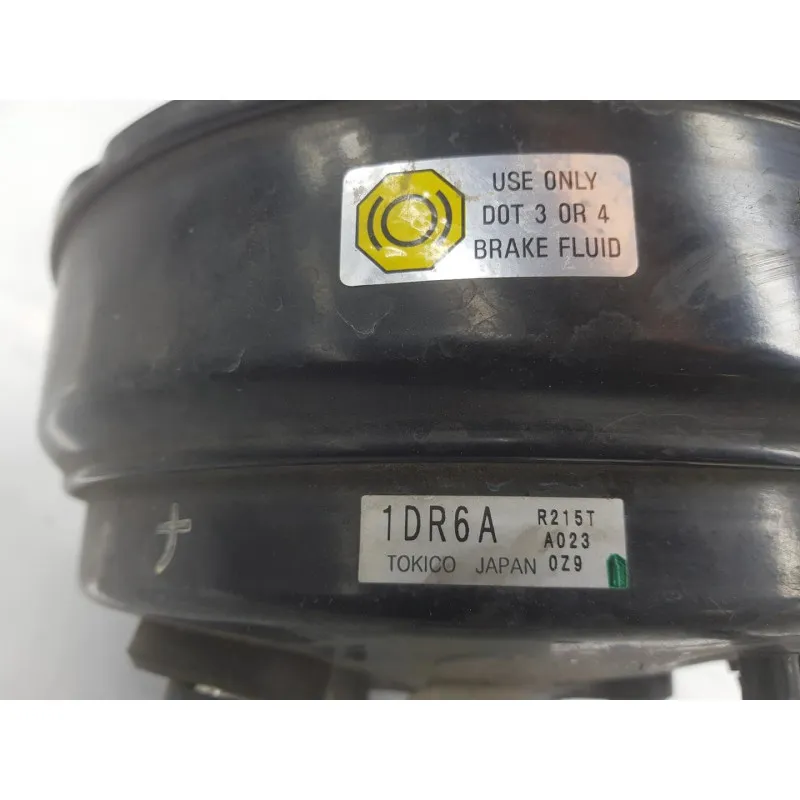 USE ONLY
DOT 3 OR 4
BRAKE FLUID
1DR6A R215T
A023
TOKICO JAPAN 0Z9
ナ